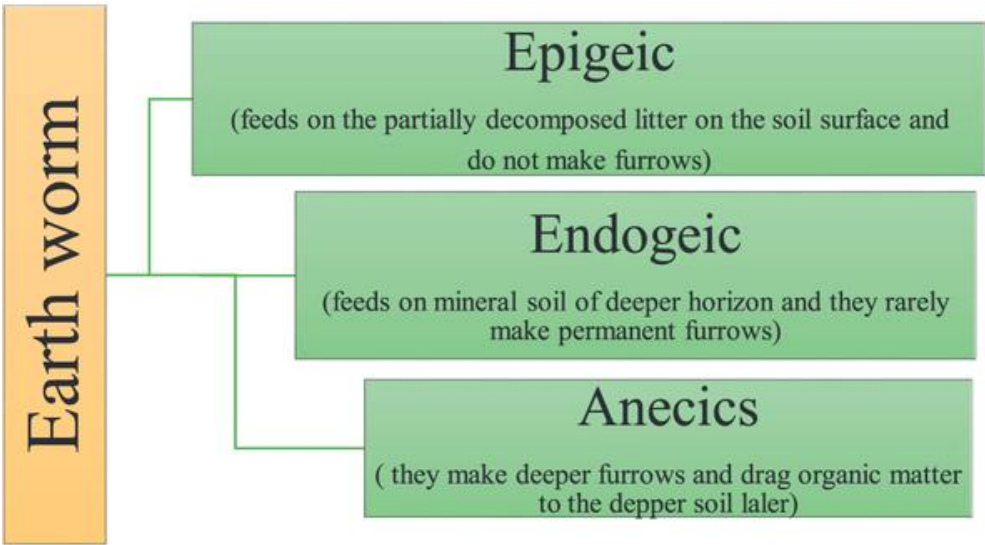 Earth worm
Epigeic
(feeds on the partially decomposed litter on the soil surface and
do not make furrows)
Endogeic
(feeds on mineral soil of deeper horizon and they rarely
make permanent furrows)
Anecics
( they make deeper furrows and drag organic matter
to the depper soil laler)